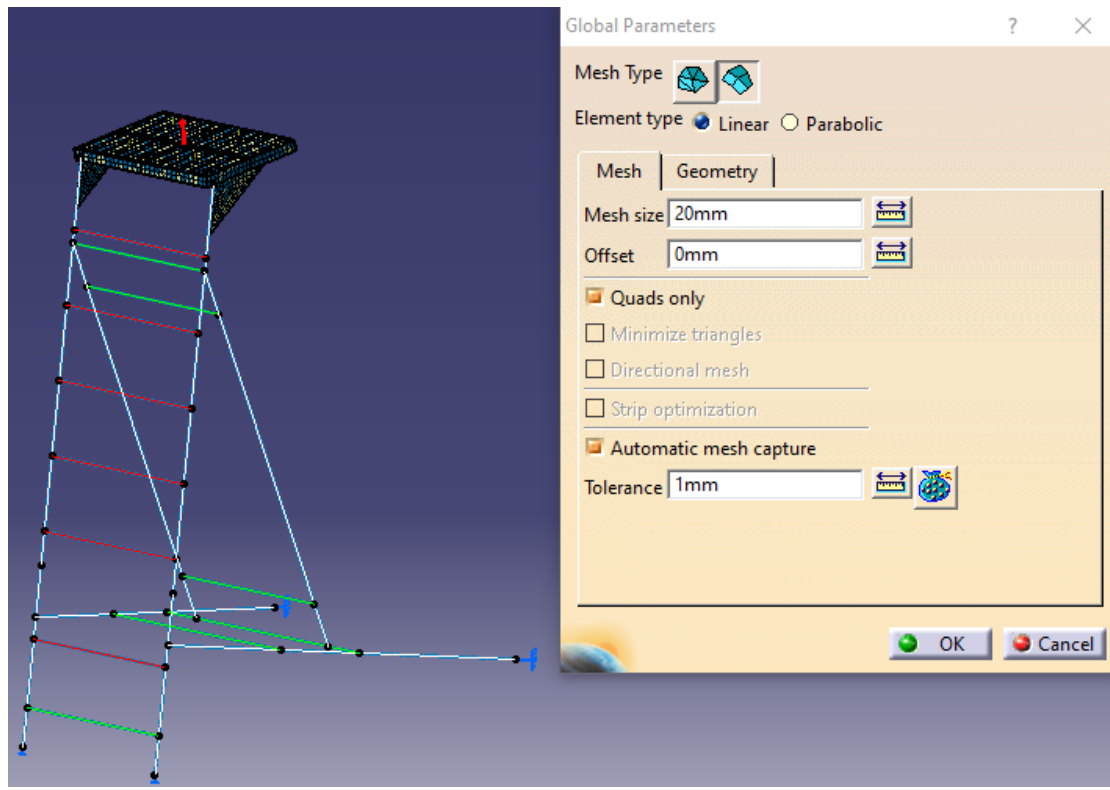 Global Parameters ?
Mesh Type
Element type Linear Parabolic
Mesh Geometry
Mesh size 20mm
Offset 0mm
Quads only
Minimize triangles
Directional mesh
Strip optimization
Automatic mesh capture
Tolerance 1mm
OK Cancel